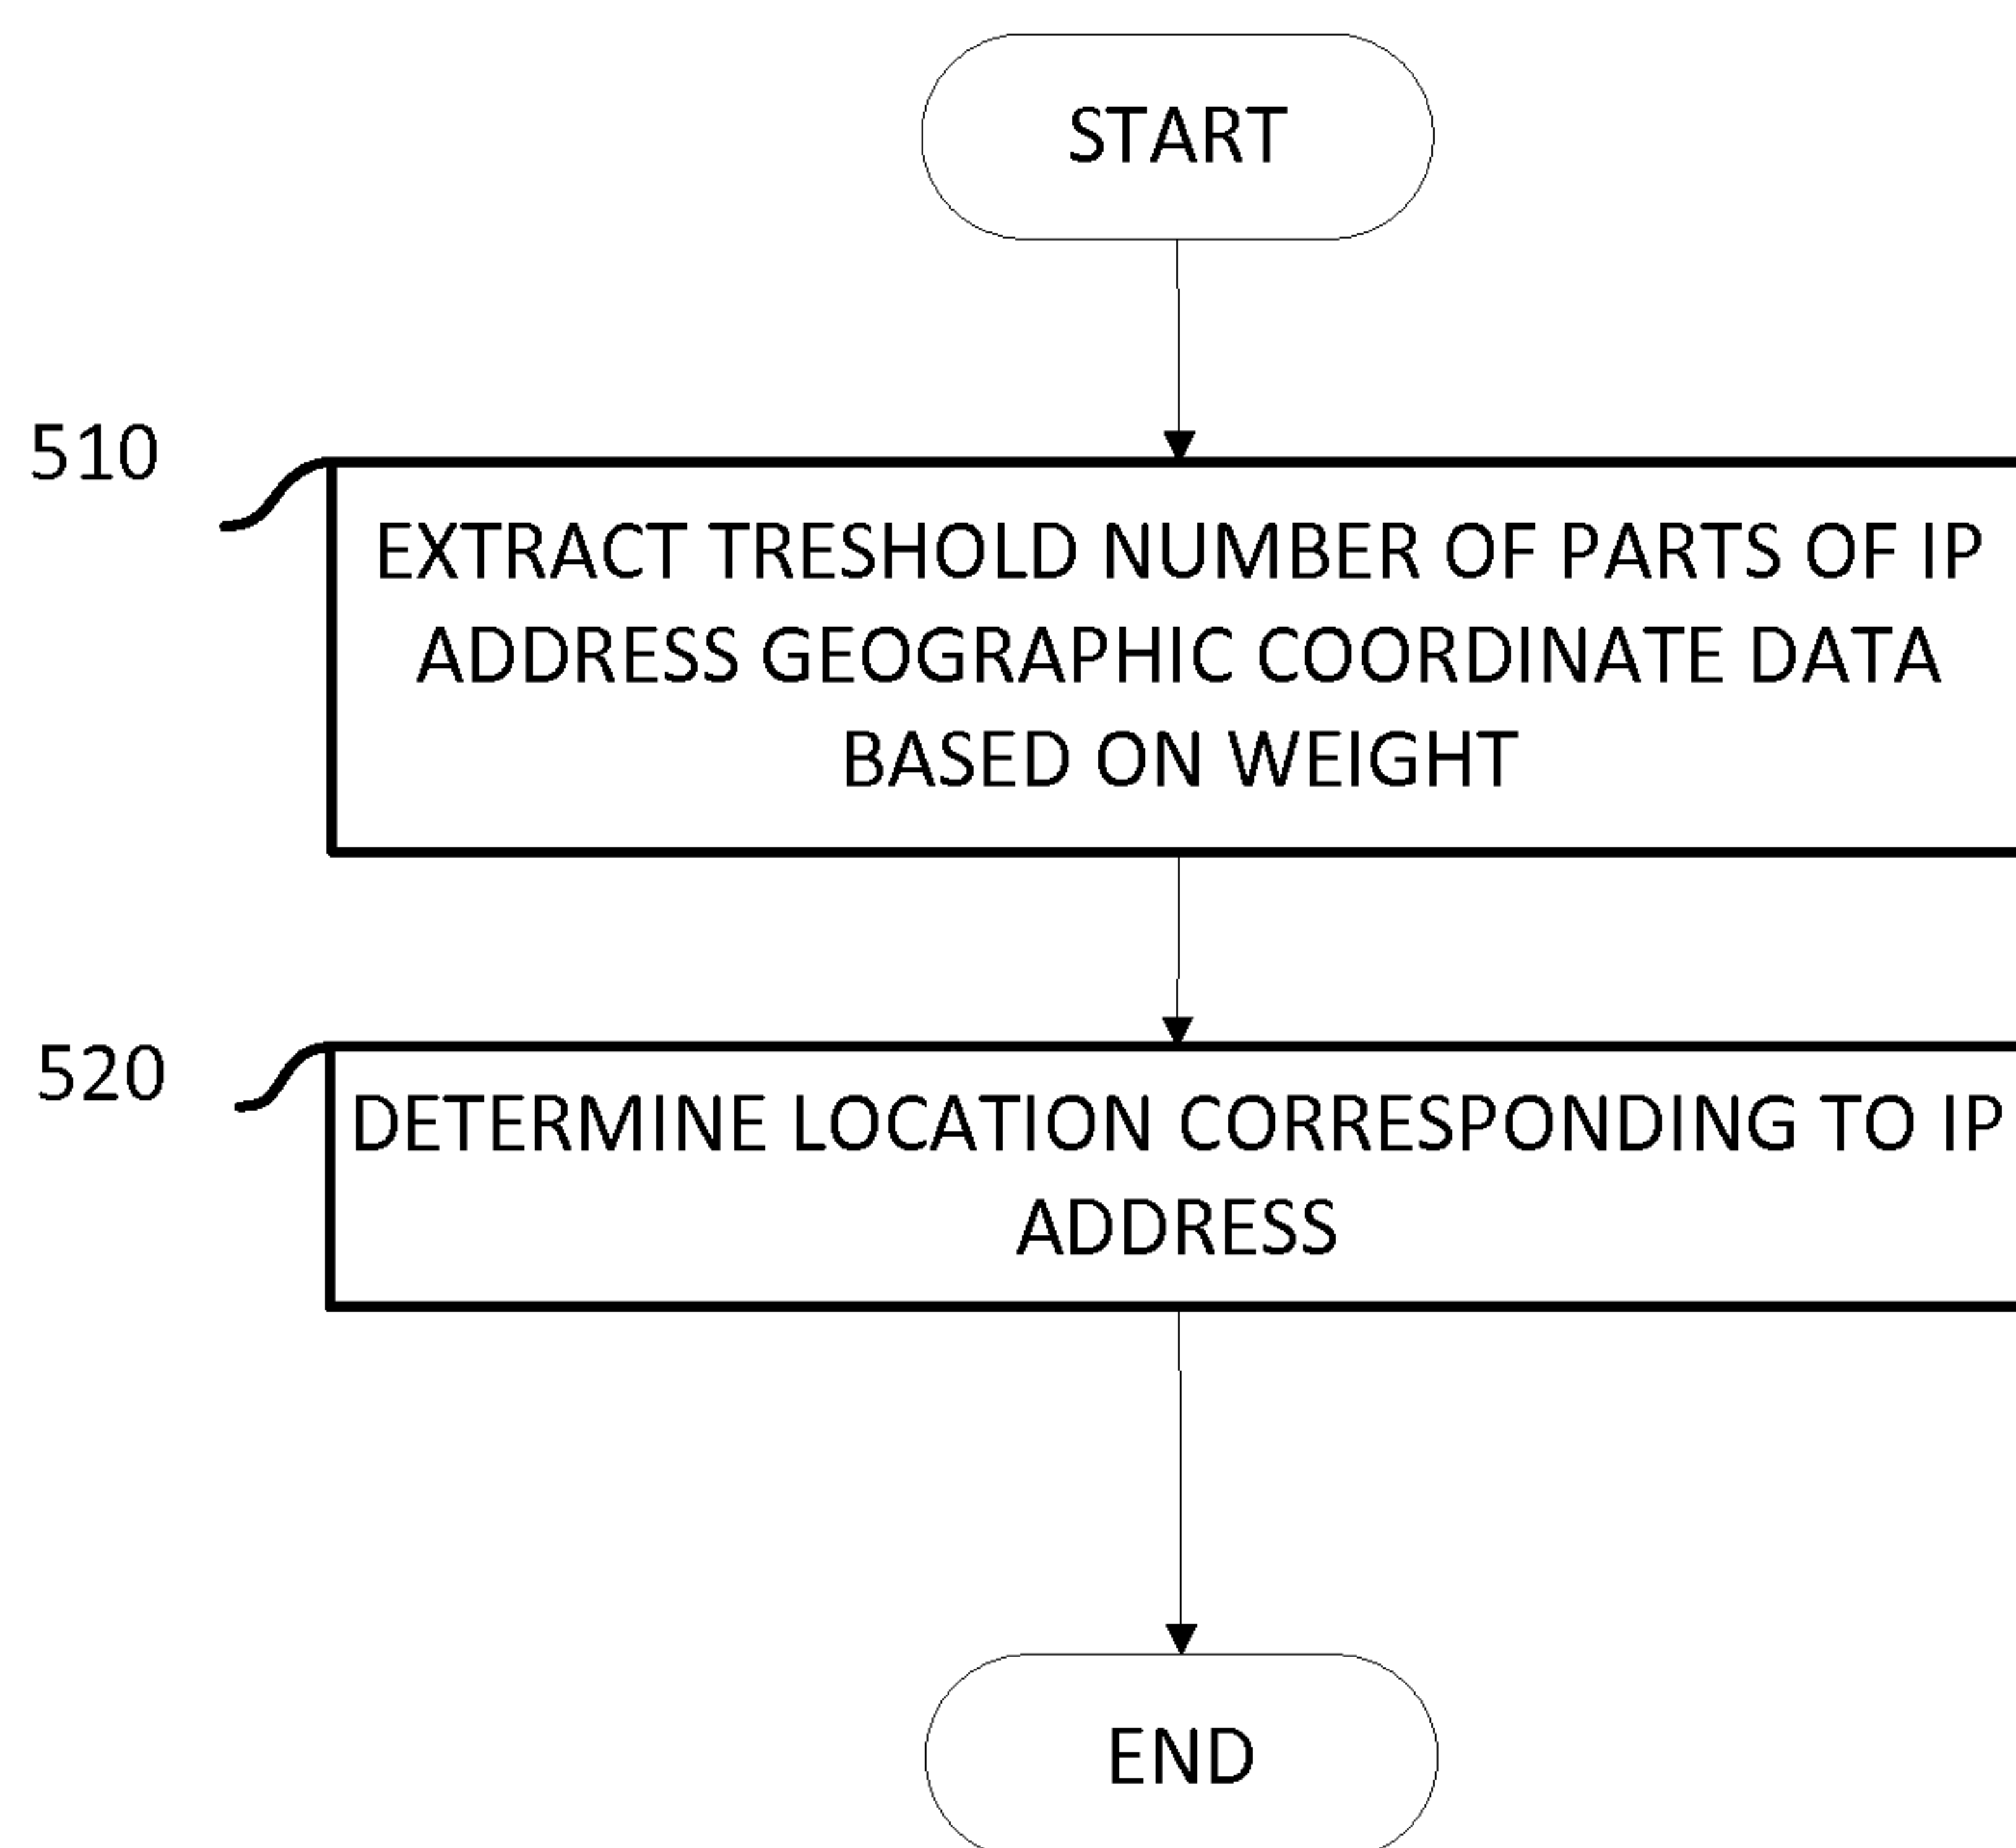 START
510
EXTRACT TRESHOLD NUMBER OF PARTS OF IP
ADDRESS GEOGRAPHIC COORDINATE DATA
BASED ON WEIGHT
520
DETERMINE LOCATION CORRESPONDING TO IP
ADDRESS
END